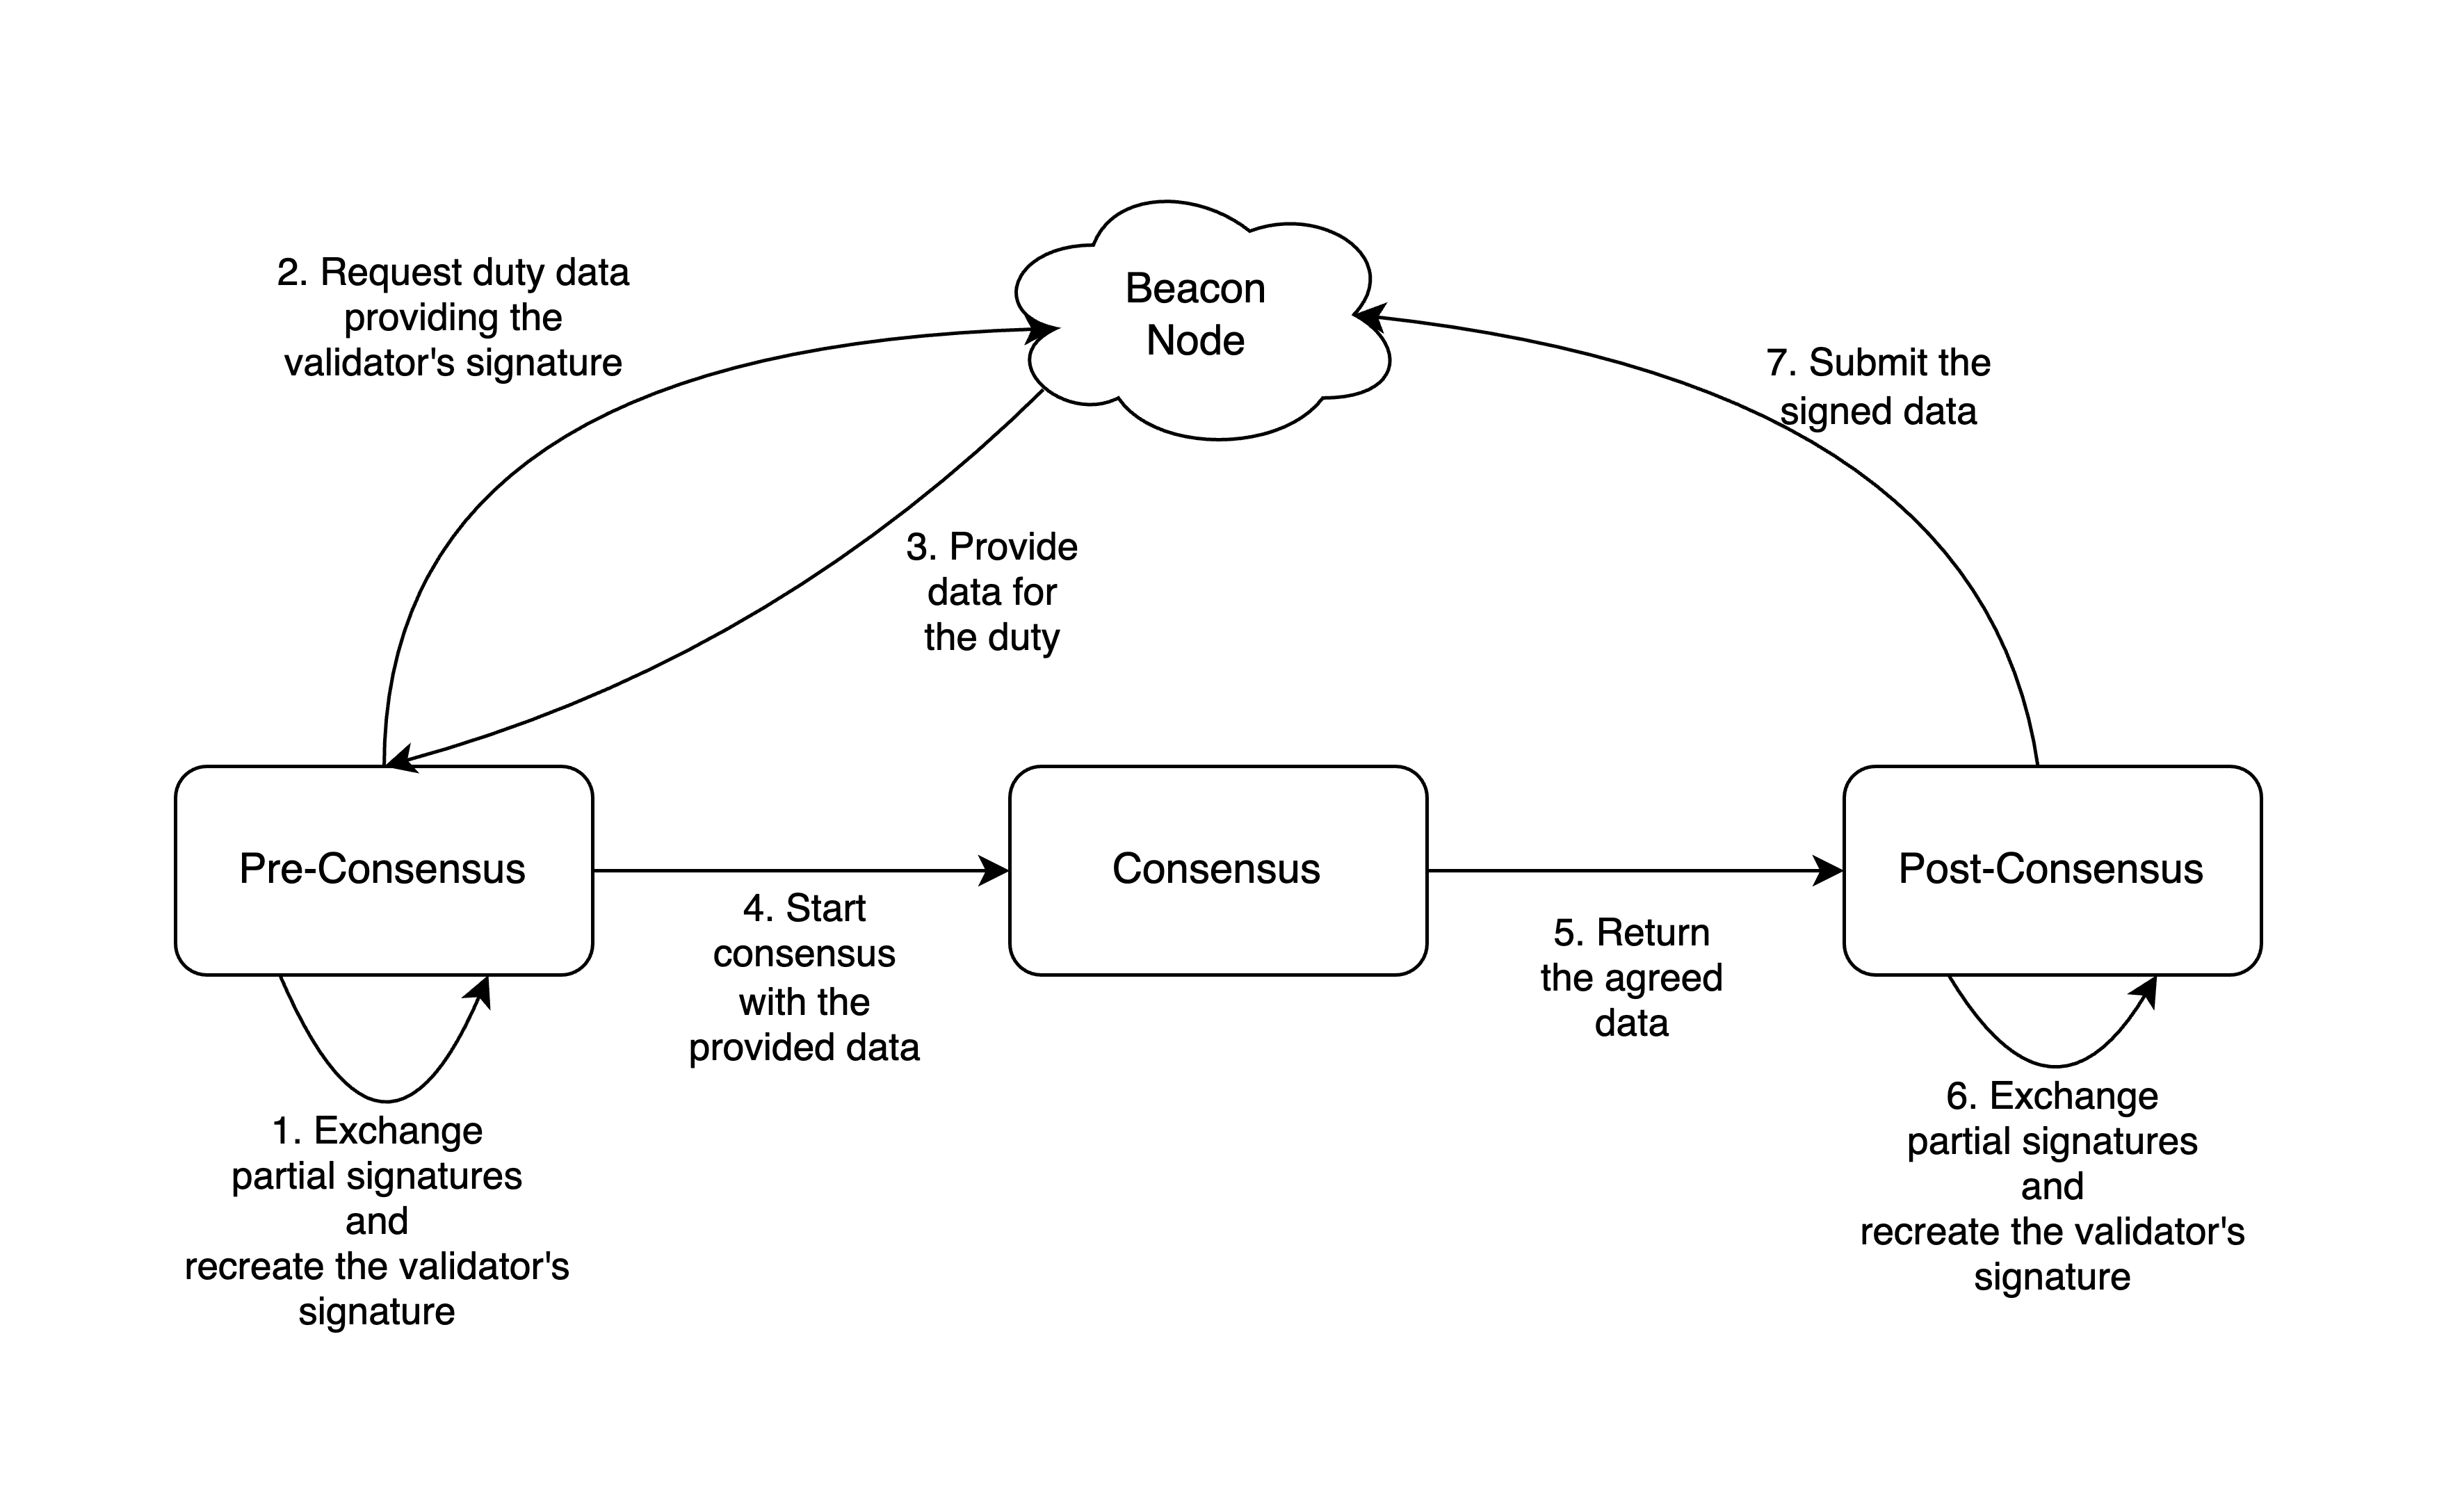 Beacon
Node
2. Request duty data
providing the
validator's signature
7. Submit the
signed data
3. Provide
data for
the duty
Pre-Consensus
Consensus
Post-Consensus
4. Start
consensus
with the
provided data
5. Return
the agreed
data
1. Exchange
partial signatures
and
recreate the validator's
signature
6. Exchange
partial signatures
and
recreate the validator's
signature